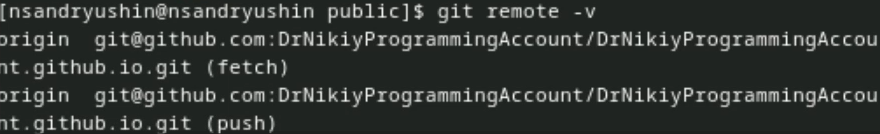 [nsandryushin@nsandryushin public]$ git remote -v
origin  git@github.com:DrNikiyProgrammingAccount/DrNikiyProgrammingAccou
nt.github.io.git (fetch)
origin  git@github.com:DrNikiyProgrammingAccount/DrNikiyProgrammingAccou
nt.github.io.git (push)